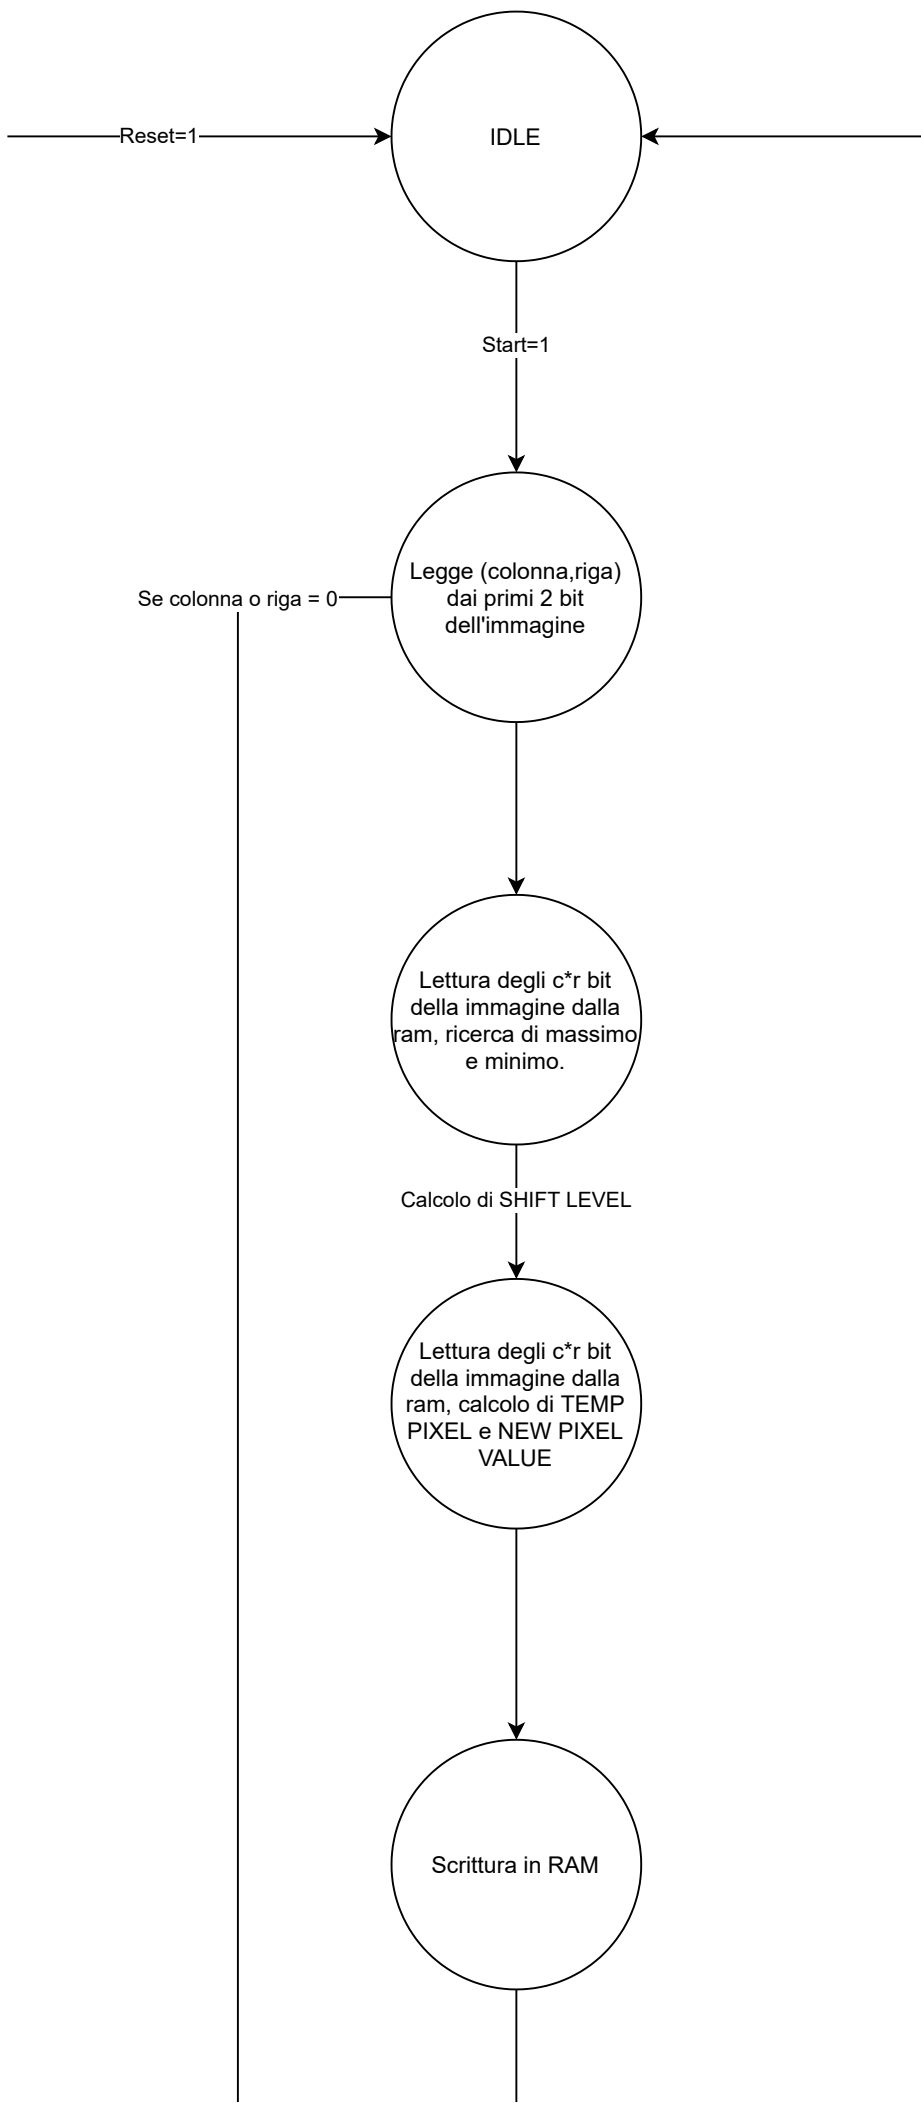 IDLE
Reset=1
Start=1
Legge (colonna,riga)
dai primi 2 bit
dell'immagine
Se colonna o riga = 0
Lettura degli c*r bit
della immagine dalla
ram, ricerca di massimo
e minimo.
Calcolo di SHIFT LEVEL
Lettura degli c*r bit
della immagine dalla
ram, calcolo di TEMP
PIXEL e NEW PIXEL
VALUE
Scrittura in RAM